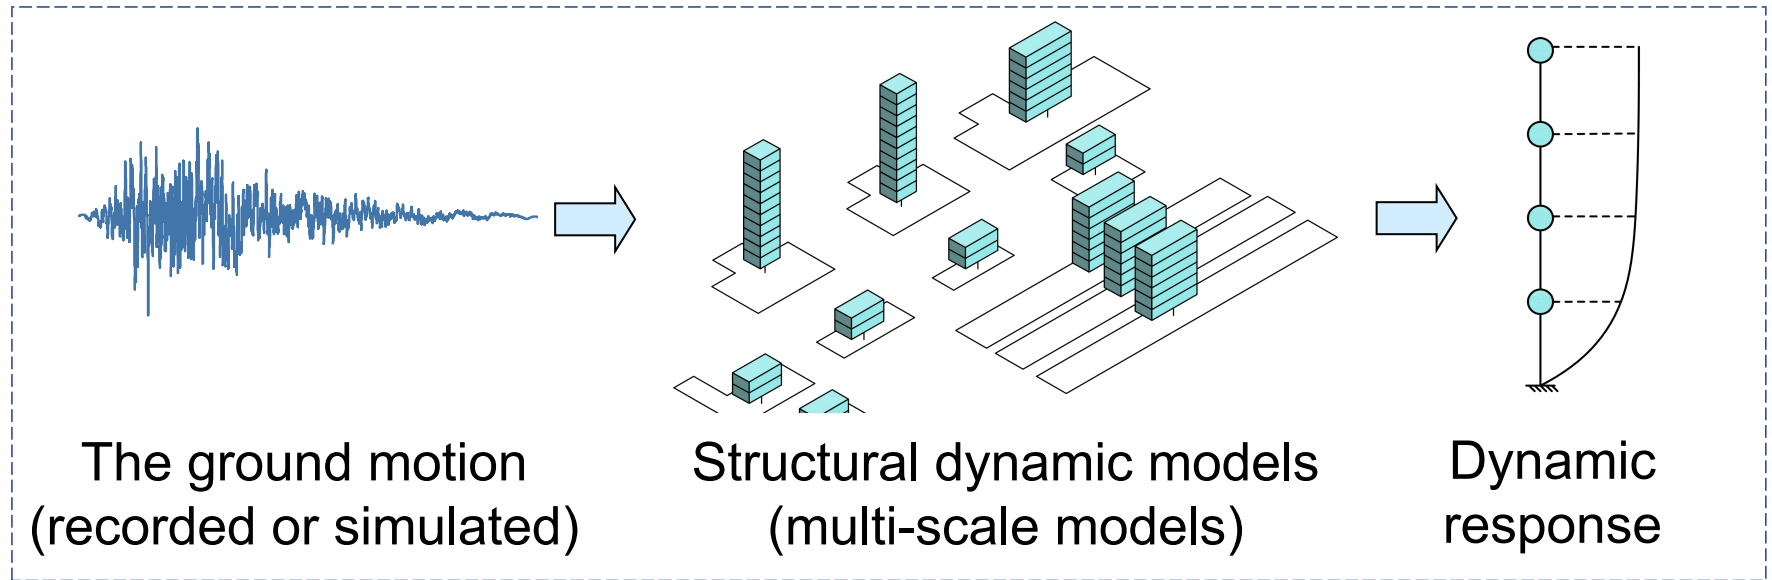 The ground motion
(recorded or simulated)
Structural dynamic models
(multi-scale models)
Dynamic
response